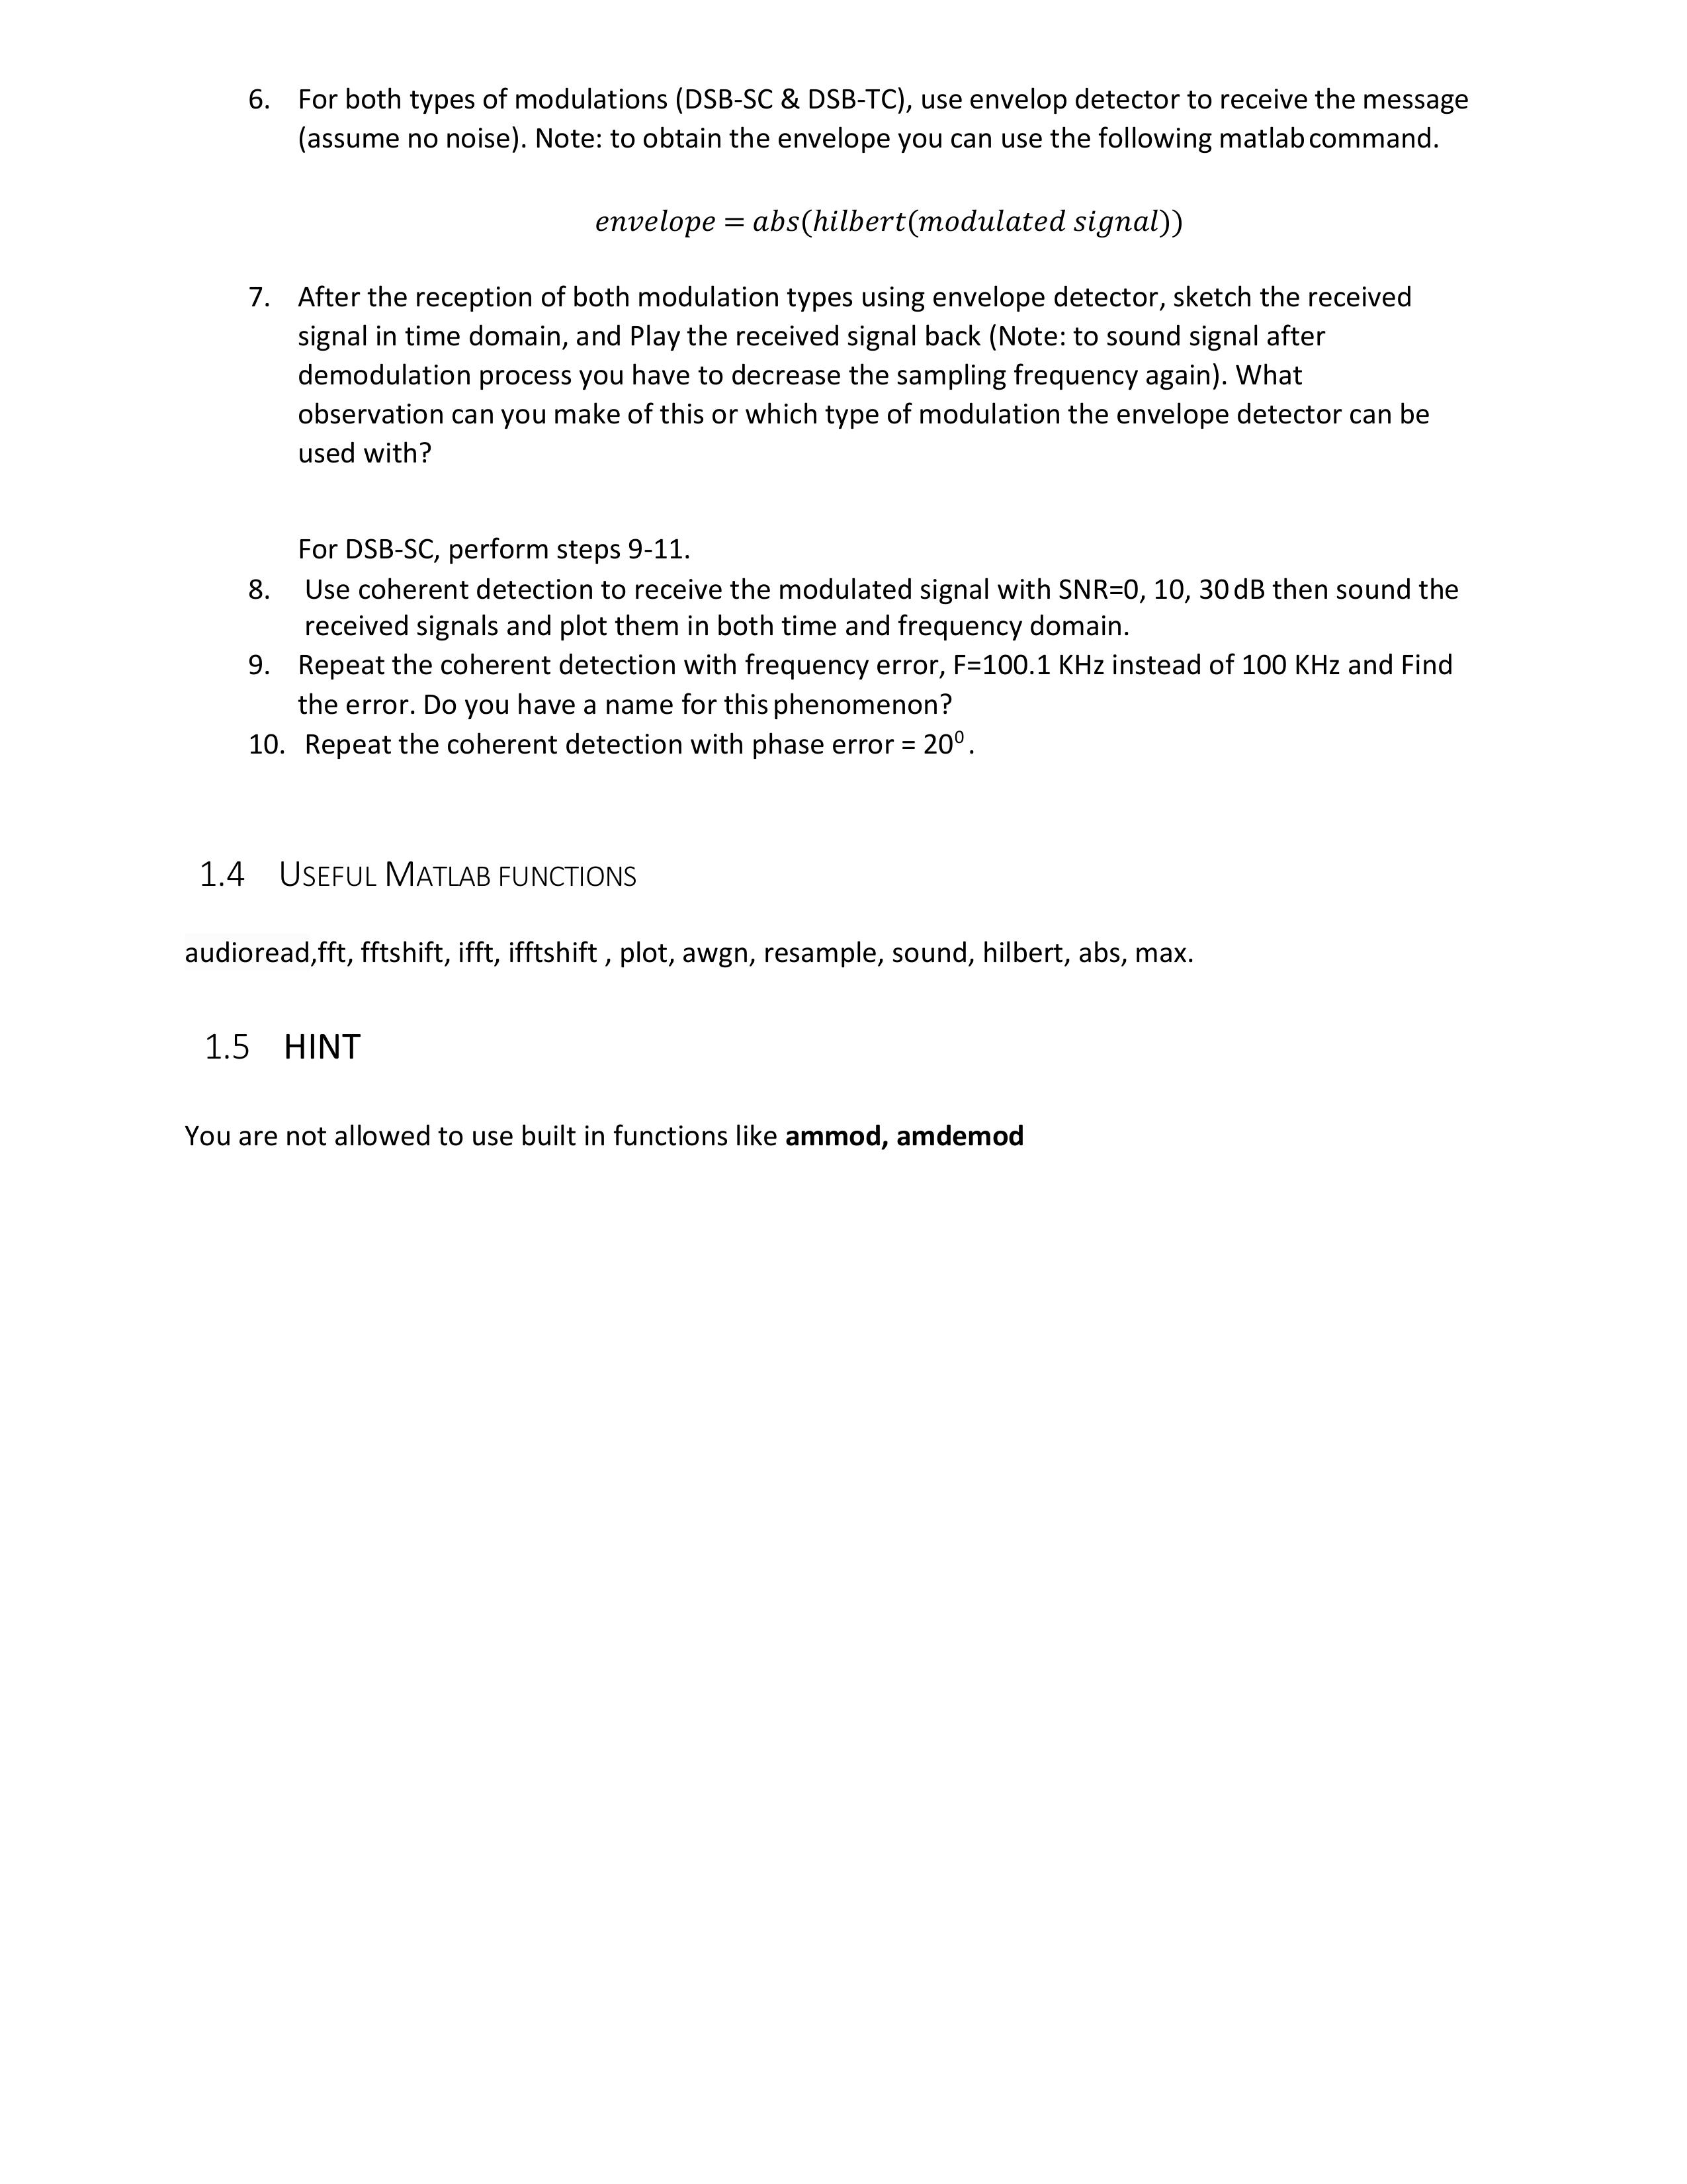 6. For both types of modulations (DSB-SC & DSB-TC), use envelop detector to receive the message
(assume no noise). Note: to obtain the envelope you can use the following matlab command.
envelope = abs(hilbert(modulated signal))
7. After the reception of both modulation types using envelope detector, sketch the received
signal in time domain, and Play the received signal back (Note: to sound signal after
demodulation process you have to decrease the sampling frequency again). What
observation can you make of this or which type of modulation the envelope detector can be
used with?
For DSB-SC, perform steps 9-11.
8. Use coherent detection to receive the modulated signal with SNR=0, 10, 30 dB then sound the
received signals and plot them in both time and frequency domain.
9. Repeat the coherent detection with frequency error, F=100.1 KHz instead of 100 KHz and Find
the error. Do you have a name for this phenomenon?
10. Repeat the coherent detection with phase error = 20⁰.
1.4 USEFUL MATLAB FUNCTIONS
audioread,fft, fftshift, ifft, ifftshift , plot, awgn, resample, sound, hilbert, abs, max.
1.5 HINT
You are not allowed to use built in functions like ammod, amdemod